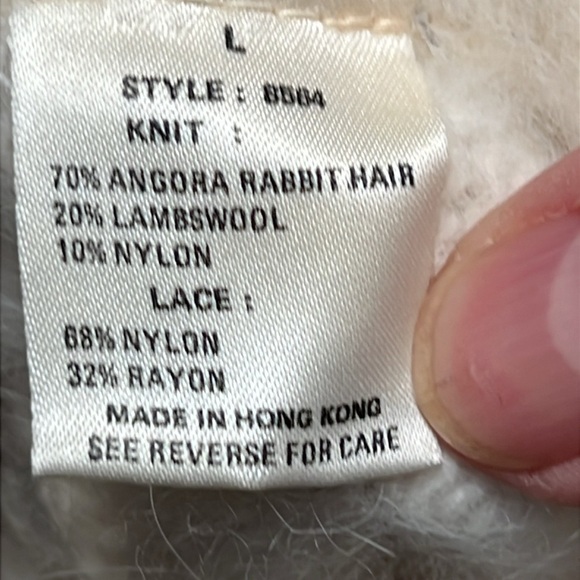 L
STYLE : 8564
KNIT :
70% ANGORA RABBIT HAIR
20% LAMBSWOOL
10% NYLON
LACE :
68% NYLON
32% RAYON
MADE IN HONG KONG
SEE REVERSE FOR CARE